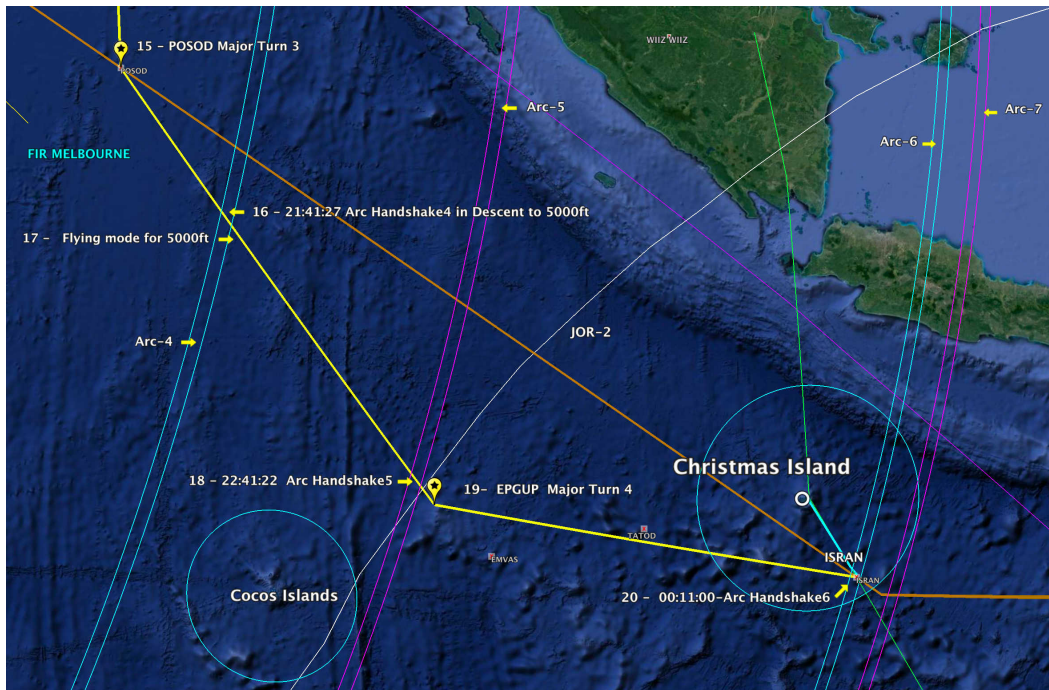 15 - POSOD Major Turn 3
POSOD
WIIZ WIIZ
Arc-5
Arc-7
Arc-6
FIR MELBOURNE
16 - 21:41:27 Arc Handshake4 in Descent to 5000ft
17 - Flying mode for 5000ft
Arc-4
JOR-2
Christmas Island
18 - 22:41:22 Arc Handshake5
19- EPGUP Major Turn 4
TATOD
EMVAS
ISRAN
ISRAN
Cocos Islands
20 - 00:11:00-Arc Handshake6